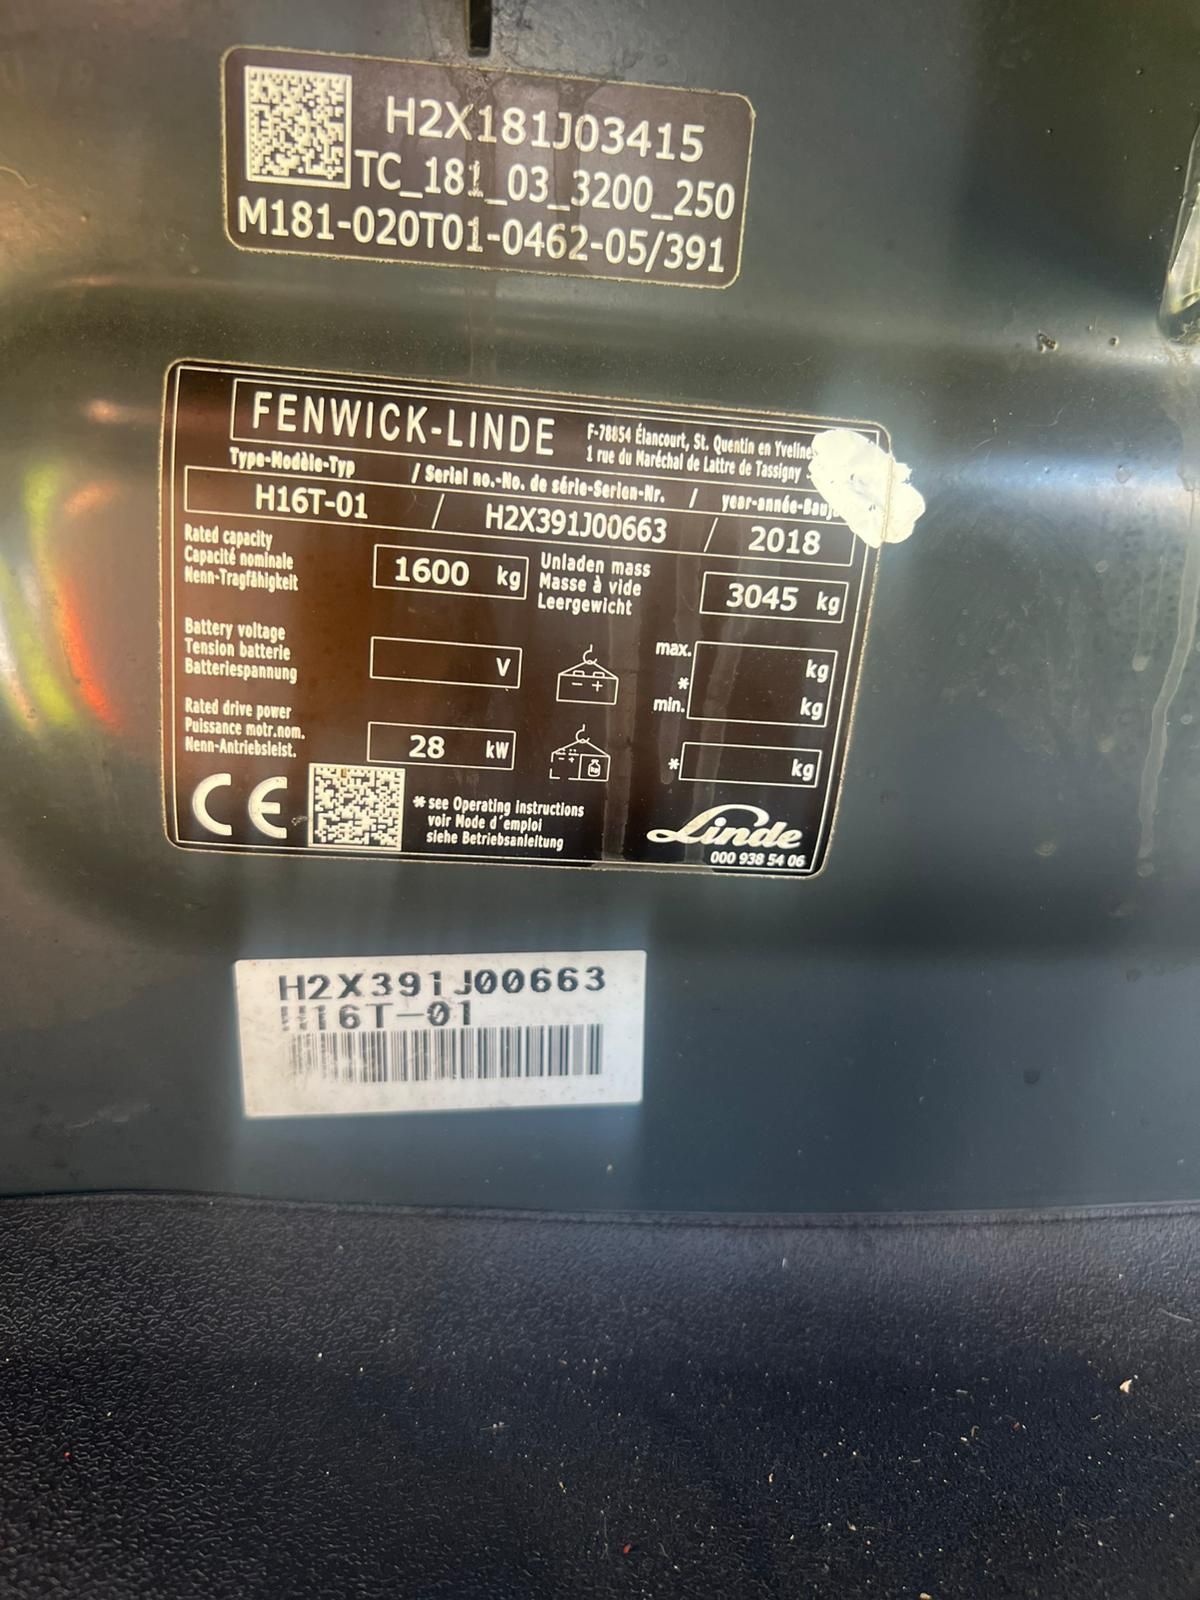 H2X181J03415
TC_181_03_3200_250
M181-020T01-0462-05/391
FENWICK-LINDE
F-78854 Élancourt, St. Quentin en Yveline
1 rue du Maréchal de Lattre de Tassigny
Type-Modèle-Typ / Serial no.-No. de série-Serien-Nr. / year-année-Bauj
H16T-01 / H2X391J00663 / 2018
Rated capacity
Capacité nominale
Nenn-Tragfähigkeit
1600 kg
Unladen mass
Masse à vide
Leergewicht
3045 kg
Battery voltage
Tension batterie
Batteriespannung
V
max. kg
*
min. kg
Rated drive power
Puissance motr.nom.
Nenn-Antriebsleist.
28 kW
* kg
CE
* see Operating Instructions
voir Mode d'emploi
siehe Betriebsanleitung
Linde
000 938 54 06
H2X391J00663
H16T-01